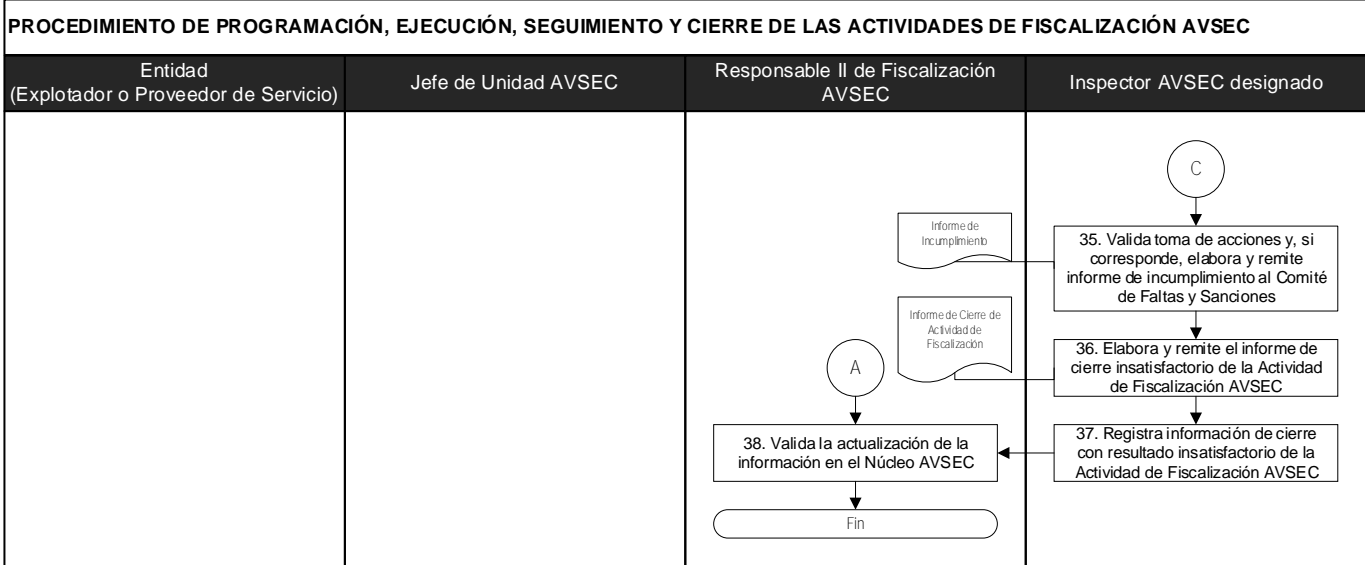 PROCEDIMIENTO DE PROGRAMACIÓN, EJECUCIÓN, SEGUIMIENTO Y CIERRE DE LAS ACTIVIDADES DE FISCALIZACIÓN AVSEC
Entidad
(Explotador o Proveedor de Servicio)
Jefe de Unidad AVSEC
Responsable II de Fiscalización
AVSEC
Inspector AVSEC designado
C
Informe de
Incumplimiento
35. Valida toma de acciones y, si
corresponde, elabora y remite
informe de incumplimiento al Comité
de Faltas y Sanciones
Informe de Cierre de
Actividad de
Fiscalización
36. Elabora y remite el informe de
cierre insatisfactorio de la Actividad
de Fiscalización AVSEC
A
37. Registra información de cierre
con resultado insatisfactorio de la
Actividad de Fiscalización AVSEC
38. Valida la actualización de la
información en el Núcleo AVSEC
Fin